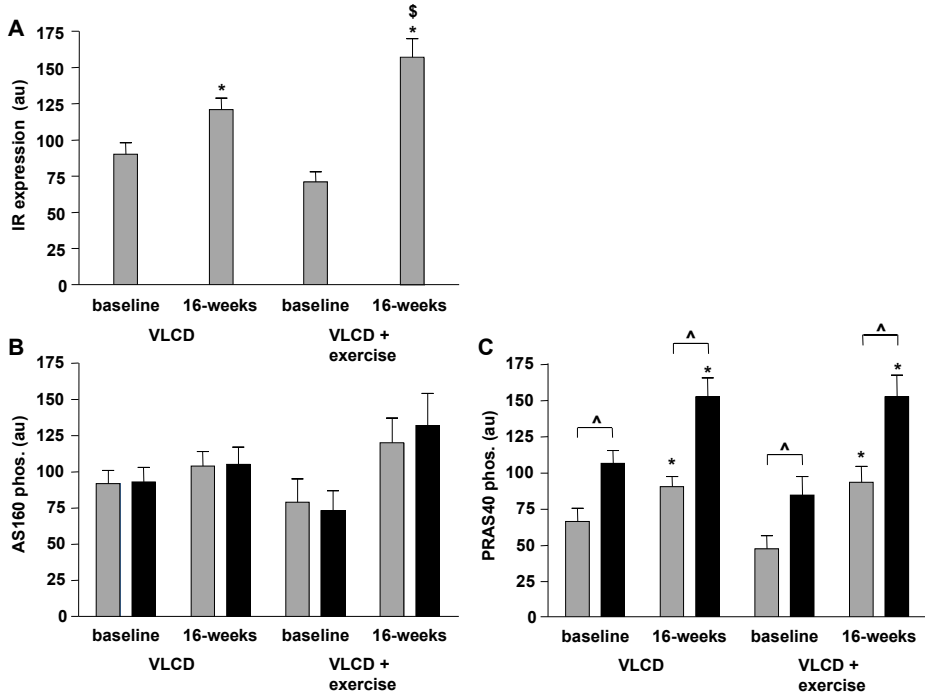 A
IR expression (au)
175
150
125
100
75
50
25
0
*
$
*
baseline 16-weeks baseline 16-weeks
VLCD VLCD +
exercise
B
AS160 phos. (au)
175
150
125
100
75
50
25
0
baseline 16-weeks baseline 16-weeks
VLCD VLCD +
exercise
C
PRAS40 phos. (au)
175
150
125
100
75
50
25
0
^
^
*
*
^
^
*
*
baseline 16-weeks baseline 16-weeks
VLCD VLCD +
exercise